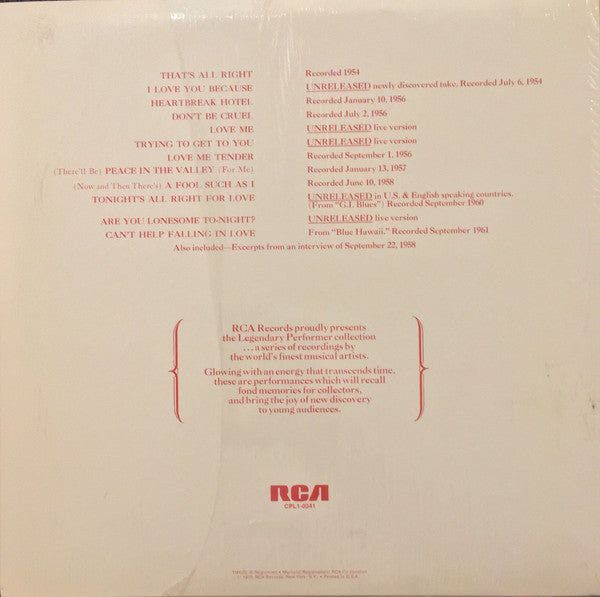 THAT'S ALL RIGHT Recorded 1954
I LOVE YOU BECAUSE UNRELEASED newly discovered take. Recorded July 6, 1954
HEARTBREAK HOTEL Recorded January 10, 1956
DON'T BE CRUEL Recorded July 2, 1956
LOVE ME UNRELEASED live version
TRYING TO GET TO YOU UNRELEASED live version
LOVE ME TENDER Recorded September 1, 1956
(There'll Be) PEACE IN THE VALLEY (For Me) Recorded January 13, 1957
(Now and Then There's) A FOOL SUCH AS I Recorded June 10, 1958
TONIGHT'S ALL RIGHT FOR LOVE UNRELEASED in U.S. & English speaking countries.
(From "G.I. Blues") Recorded September 1960
ARE YOU LONESOME TO-NIGHT? UNRELEASED live version
CAN'T HELP FALLING IN LOVE From "Blue Hawaii." Recorded September 1961
Also included—Excerpts from an interview of September 22, 1958
RCA Records proudly presents
the Legendary Performer collection
...a series of recordings by
the world's finest musical artists.
Glowing with an energy that transcends time,
these are performances which will recall
fond memories for collectors,
and bring the joy of new discovery
to young audiences.
RCA
CPL1-0341
RCA Corporation
RCA Records, New York, N.Y. • Printed in U.S.A.